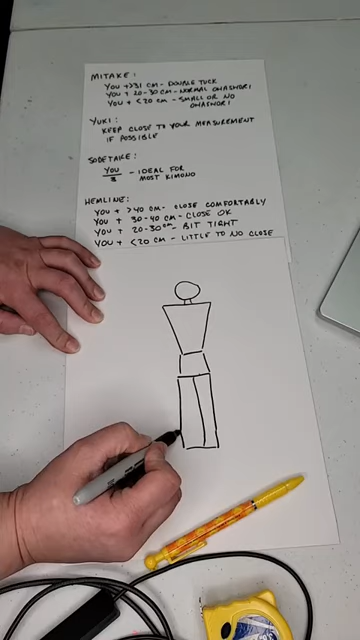 MITAKE:
YOU + >31 CM - DOUBLE TUCK
YOU + 20-30 CM - NORMAL OHASHORI
YOU + <20 CM - SMALL OR NO
OHASHORI
YUKI:
KEEP CLOSE TO YOUR MEASUREMENT
IF POSSIBLE
SODETAKE:
YOU - IDEAL FOR
3 MOST KIMONO
HEMLINE:
YOU + >40 CM - CLOSE COMFORTABLY
YOU + 30-40 CM - CLOSE OK
YOU + 20-30 CM - BIT TIGHT
YOU + <20 CM - LITTLE TO NO CLOSE